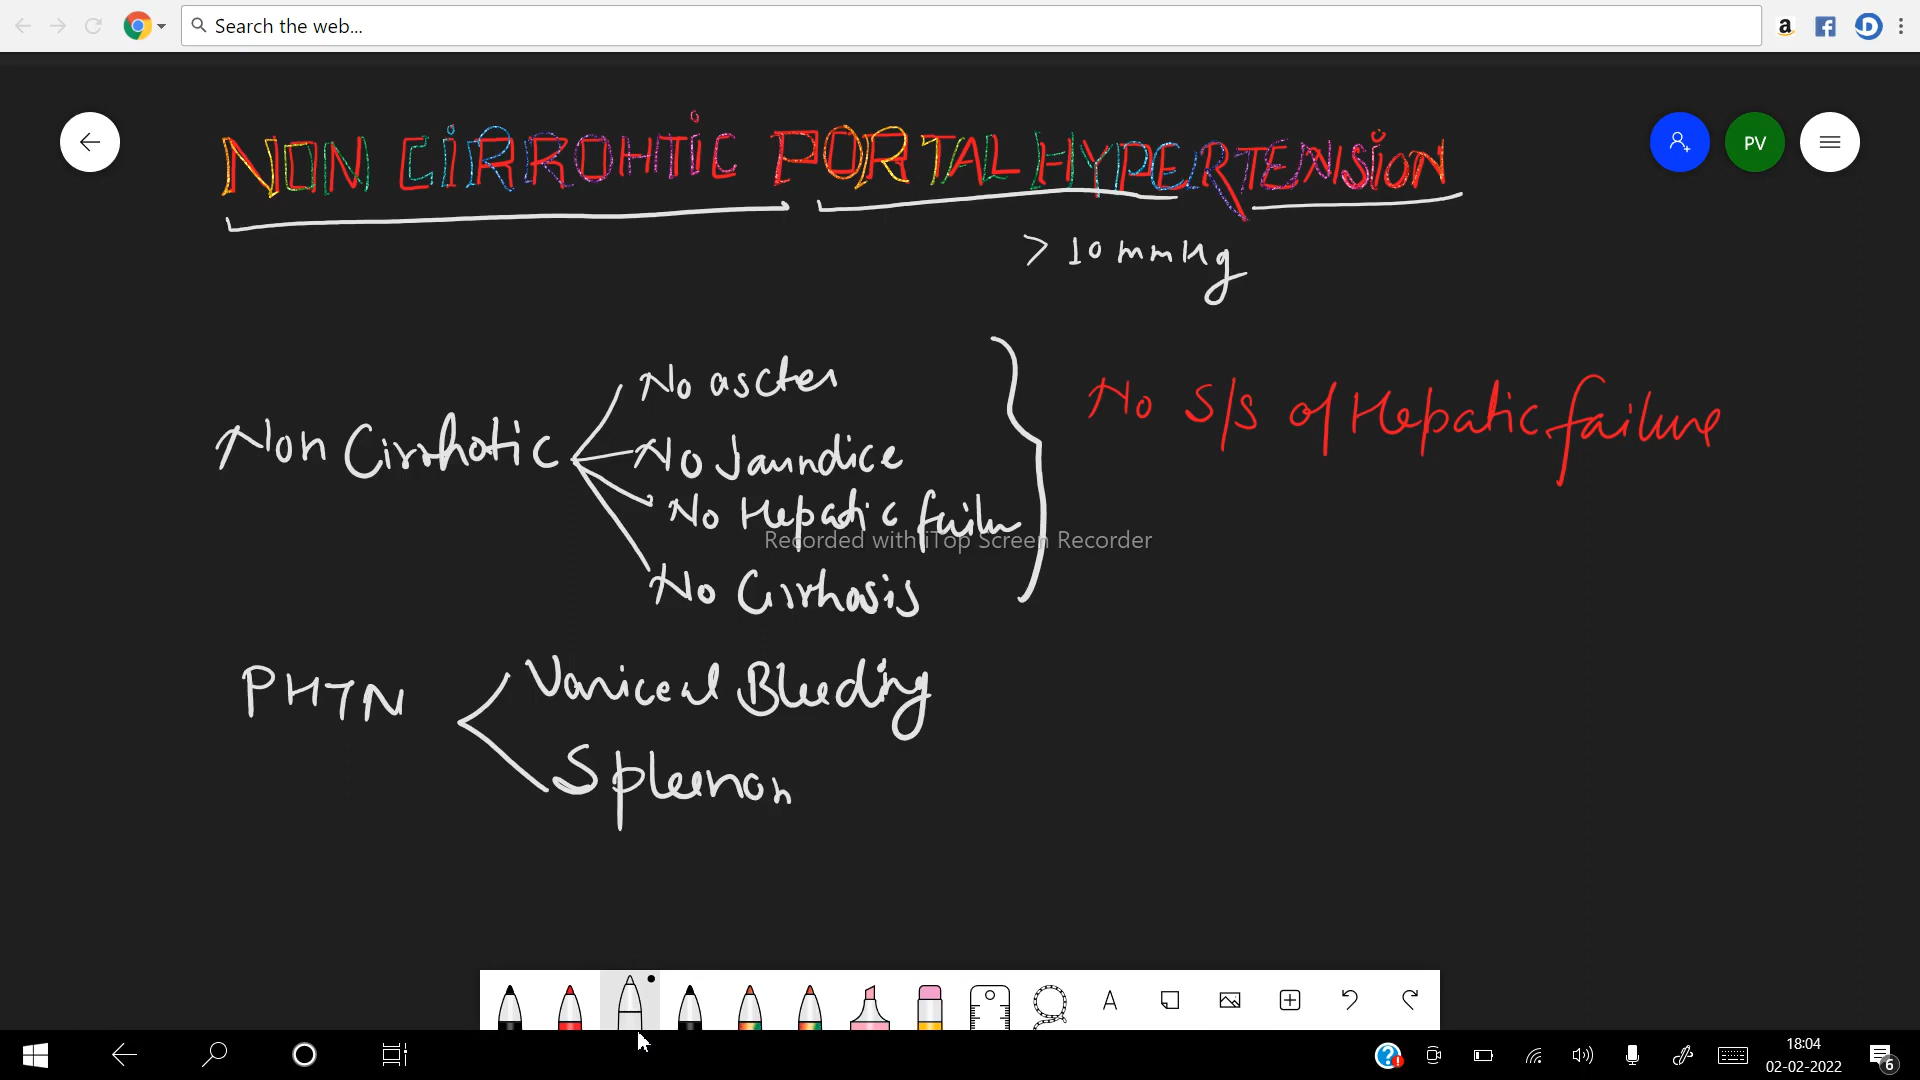 Search the web...
NON CIRROHTIC PORTAL HYPERTENSION
> 10 mmHg
Non Cirrhotic
No ascites
No Jaundice
No Hepatic failure
No Cirrhosis
No S/S of Hepatic failure
Recorded with iTop Screen Recorder
PHTN
Variceal Bleeding
Spleenom
PV
A
18:04
02-02-2022
6